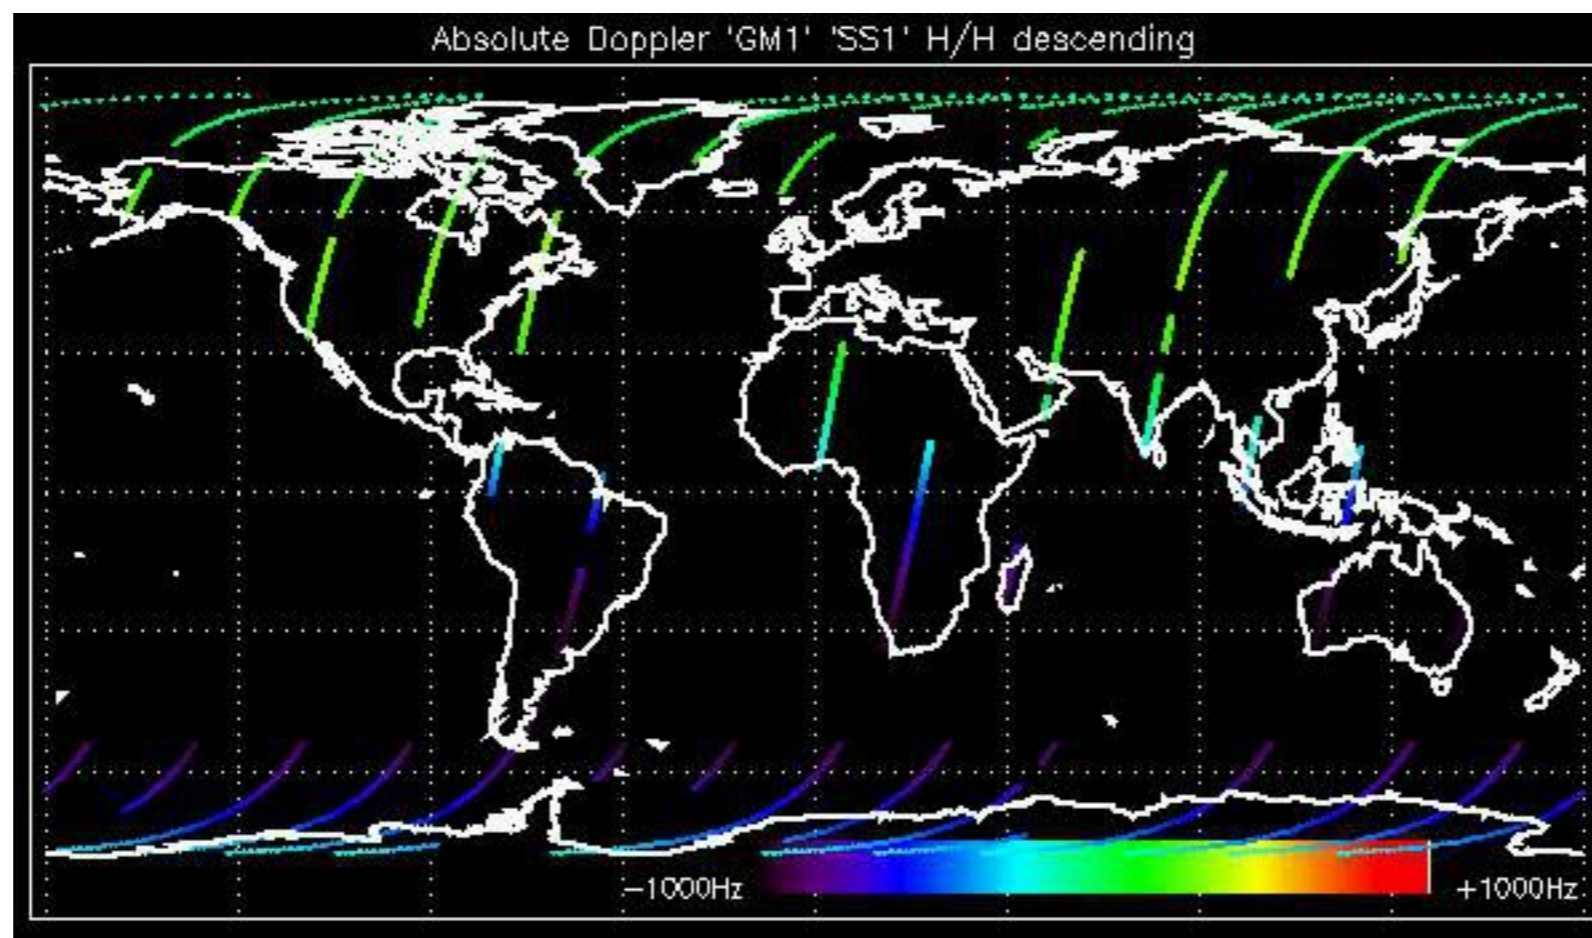 Absolute Doppler 'GM1' 'SS1' H/H descending
-1000Hz
+1000Hz